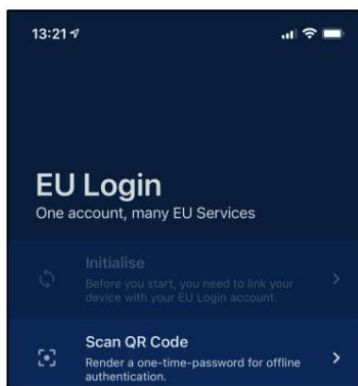 13:21
EU Login
One account, many EU Services
Initialise
Before you start, you need to link your
device with your EU Login account.
Scan QR Code
Render a one-time-password for offline
authentication.